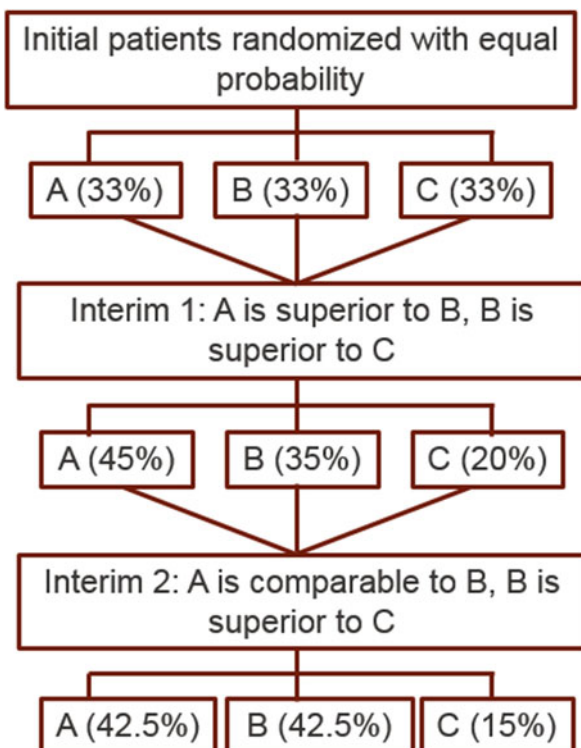 Initial patients randomized with equal
probability
A (33%)
B (33%)
C (33%)
Interim 1: A is superior to B, B is
superior to C
A (45%)
B (35%)
C (20%)
Interim 2: A is comparable to B, B is
superior to C
A (42.5%)
B (42.5%)
C (15%)